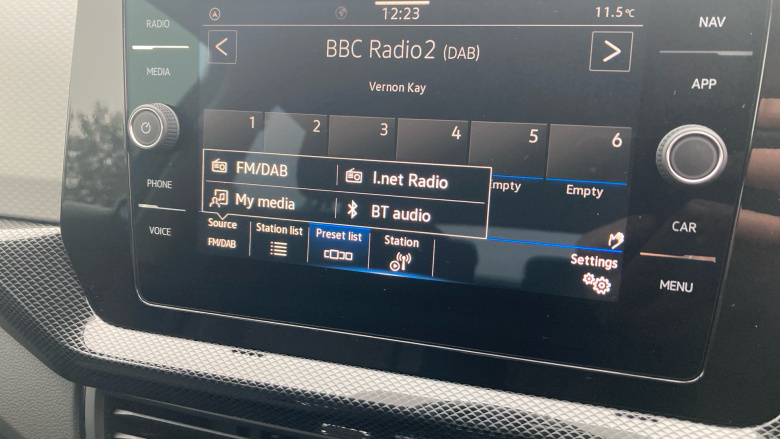 RADIO
MEDIA
PHONE
VOICE
12:23
11.5°C
BBC Radio2 (DAB)
Vernon Kay
1 2 3 4 5 6
Empty
FM/DAB
I.net Radio
My media
BT audio
Source
FM/DAB
Station list
Preset list
Station
Settings
NAV
APP
CAR
MENU